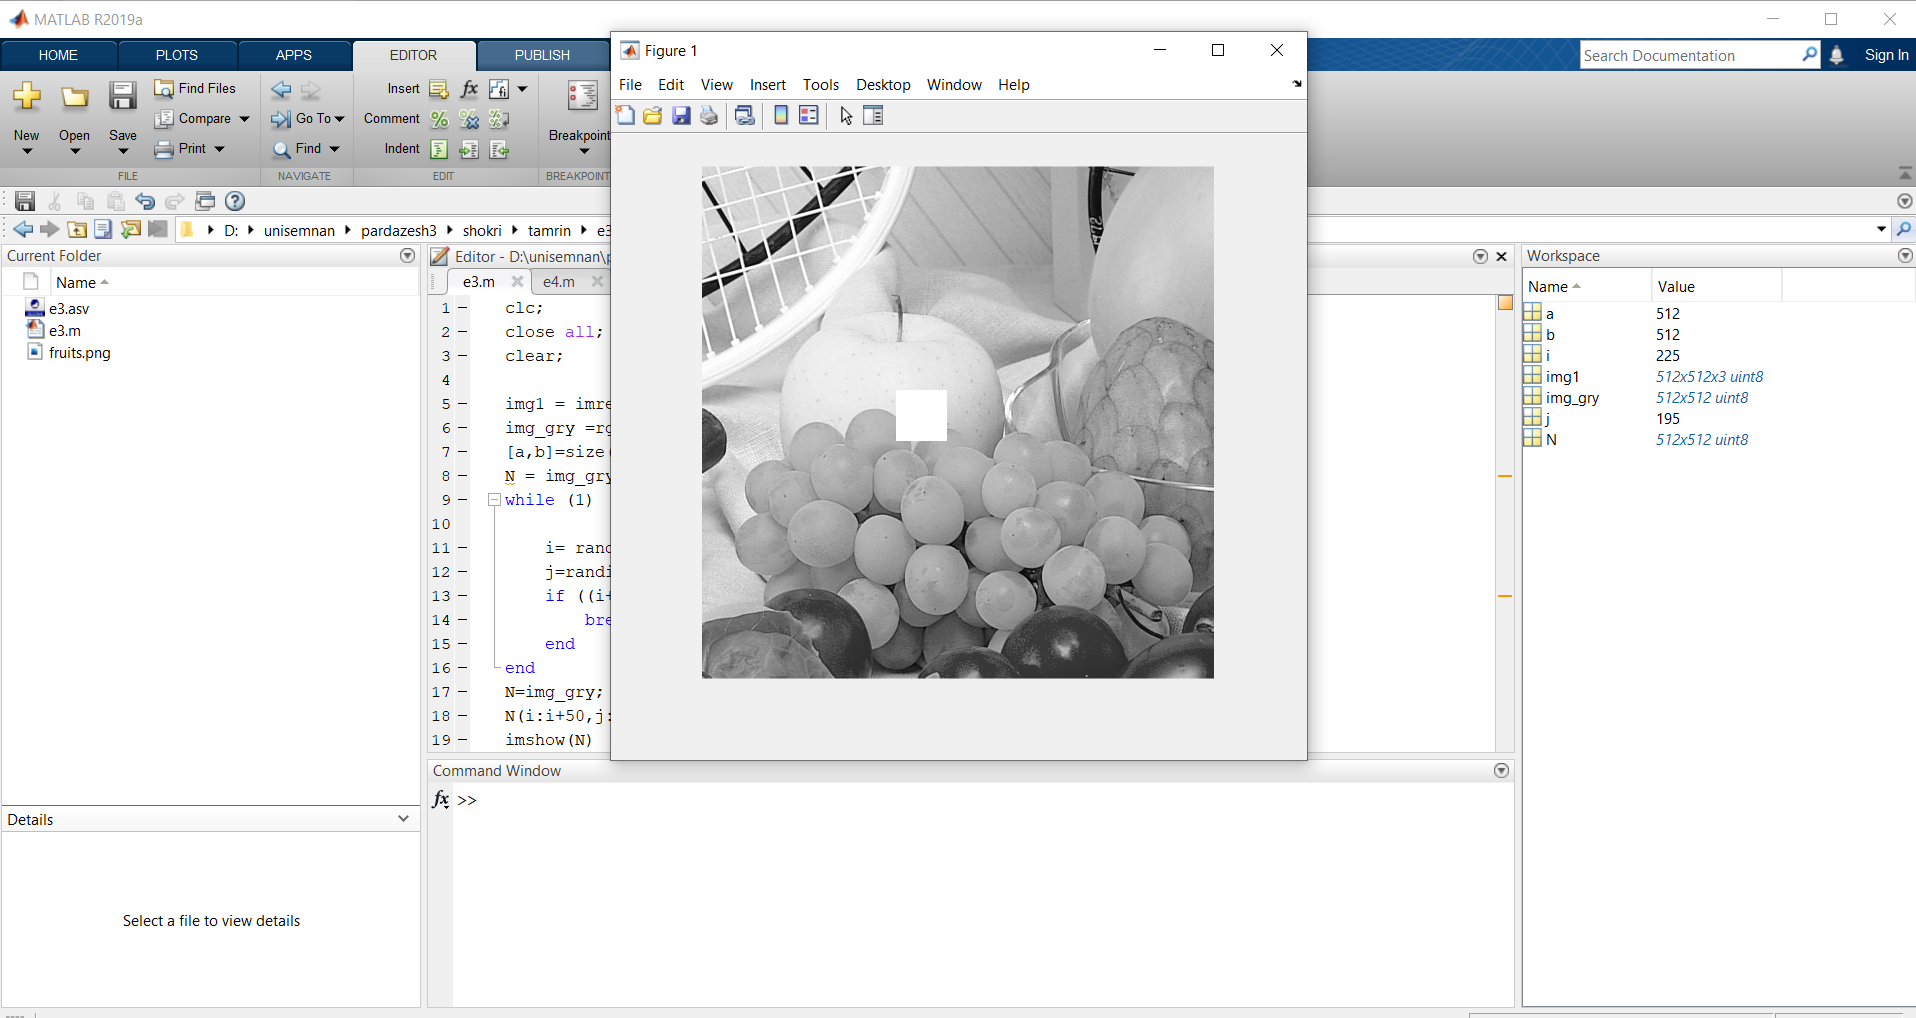 MATLAB R2019a
HOME
PLOTS
APPS
EDITOR
PUBLISH
Search Documentation
Sign In
New
Open
Save
Find Files
Compare
Print
FILE
Go To
Find
NAVIGATE
Insert
fx
fi
Comment
Indent
EDIT
Breakpoint
BREAKPOINT
D:
unisemnan
pardazesh3
shokri
tamrin
e3
Current Folder
Name
e3.asv
e3.m
fruits.png
Details
Select a file to view details
Editor - D:\unisemnan\p
e3.m
e4.m
1 clc;
2 close all;
3 clear;
4
5 img1 = imre
6 img_gry =rg
7 [a,b]=size(
8 N = img_gry
9 while (1)
10
11 i= rand
12 j=randi
13 if ((i+
14 bre
15 end
16 end
17 N=img_gry;
18 N(i:i+50,j:
19 imshow(N)
Figure 1
File Edit View Insert Tools Desktop Window Help
Command Window
fx >>
Workspace
Name Value
a 512
b 512
i 225
img1 512x512x3 uint8
img_gry 512x512 uint8
j 195
N 512x512 uint8